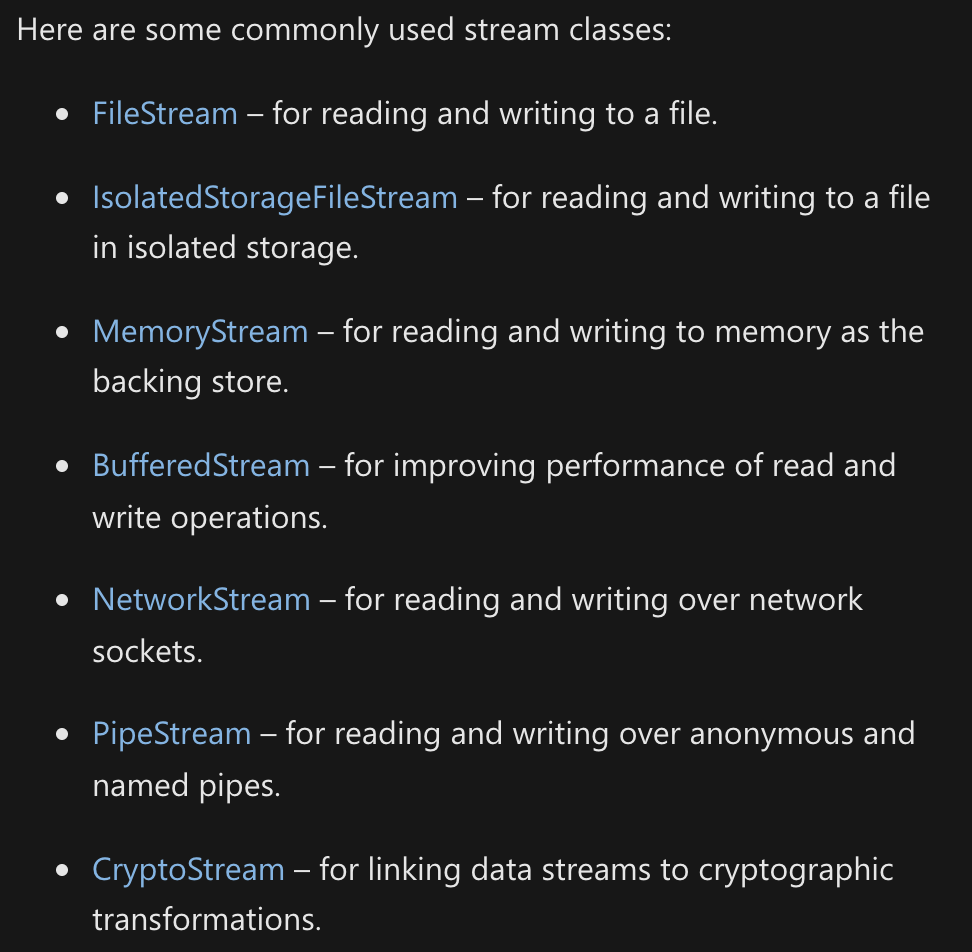 Here are some commonly used stream classes:
• FileStream – for reading and writing to a file.
• IsolatedStorageFileStream – for reading and writing to a file
in isolated storage.
• MemoryStream – for reading and writing to memory as the
backing store.
• BufferedStream – for improving performance of read and
write operations.
• NetworkStream – for reading and writing over network
sockets.
• PipeStream – for reading and writing over anonymous and
named pipes.
• CryptoStream – for linking data streams to cryptographic
transformations.